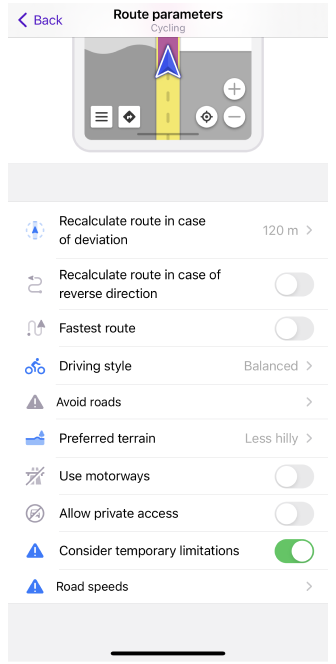 Back
Route parameters
Cycling
Recalculate route in case
of deviation
120 m
Recalculate route in case of
reverse direction
Fastest route
Driving style
Balanced
Avoid roads
Preferred terrain
Less hilly
Use motorways
Allow private access
Consider temporary limitations
Road speeds